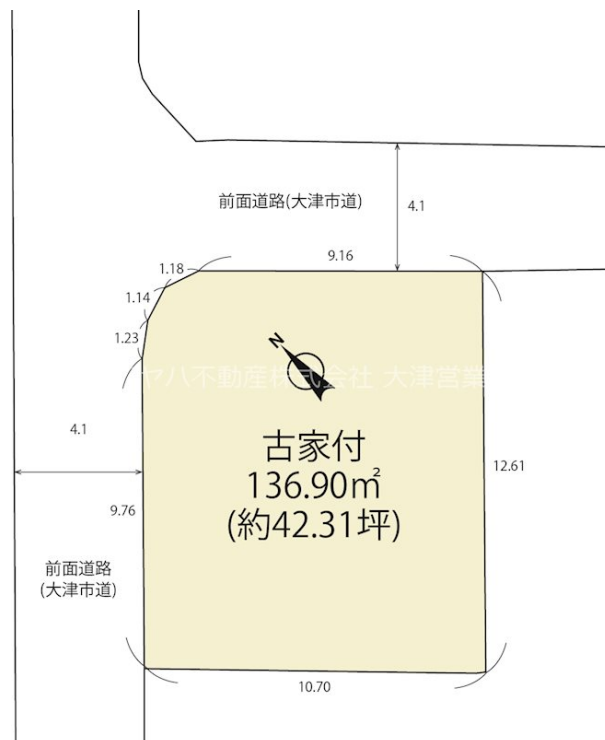 前面道路(大津市道)
4.1
9.16
1.18
1.14
1.23
N
ヤハ不動産株式会社 大津営業
4.1
古家付
136.90㎡
(約42.31坪)
12.61
9.76
前面道路
(大津市道)
10.70